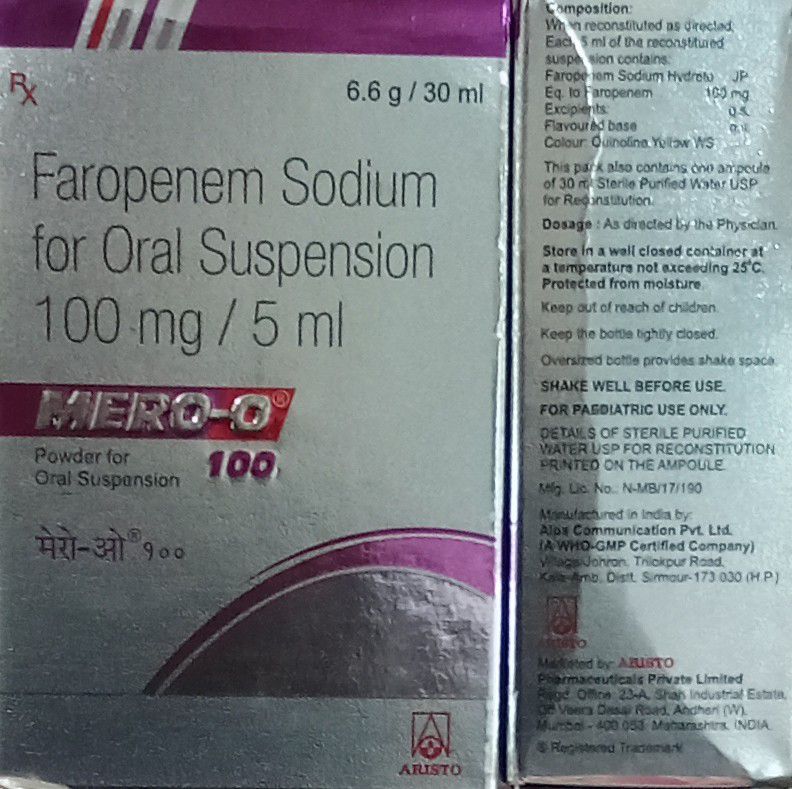 Rx
6.6 g / 30 ml
Faropenem Sodium
for Oral Suspension
100 mg / 5 ml
MERO-O®
100
Powder for
Oral Suspension
मेरो-ओ® १००
ARISTO
Composition:
When reconstituted as directed
Each 5 ml of the reconstituted
suspension contains:
Faropenem Sodium Hydrate JP
Eq. to Faropenem 100 mg
Excipients: q.s.
Flavoured base q.s.
Colour: Quinoline Yellow WS
This pack also contains one ampoule
of 30 ml Sterile Purified Water USP
for Reconstitution.
Dosage : As directed by the Physician.
Store in a well closed container at
a temperature not exceeding 25°C.
Protected from moisture.
Keep out of reach of children.
Keep the bottle tightly closed.
Oversized bottle provides shake space.
SHAKE WELL BEFORE USE.
FOR PAEDIATRIC USE ONLY.
DETAILS OF STERILE PURIFIED
WATER USP FOR RECONSTITUTION
PRINTED ON THE AMPOULE.
Mfg. Lic. No.: N-MB/17/190
Manufactured in India by:
Communication Pvt. Ltd.
(A WHO-GMP Certified Company)
Village Johron, Trilokpur Road,
Kala-Amb, Distt. Sirmour-173 030 (H.P.)
ARISTO
Marketed by: ARISTO
Pharmaceuticals Private Limited
Regd. Office: 23-A, Shah Industrial Estate,
Off Veera Desai Road, Andheri (W),
Mumbai - 400 053. Maharashtra, INDIA.
® Registered Trademark